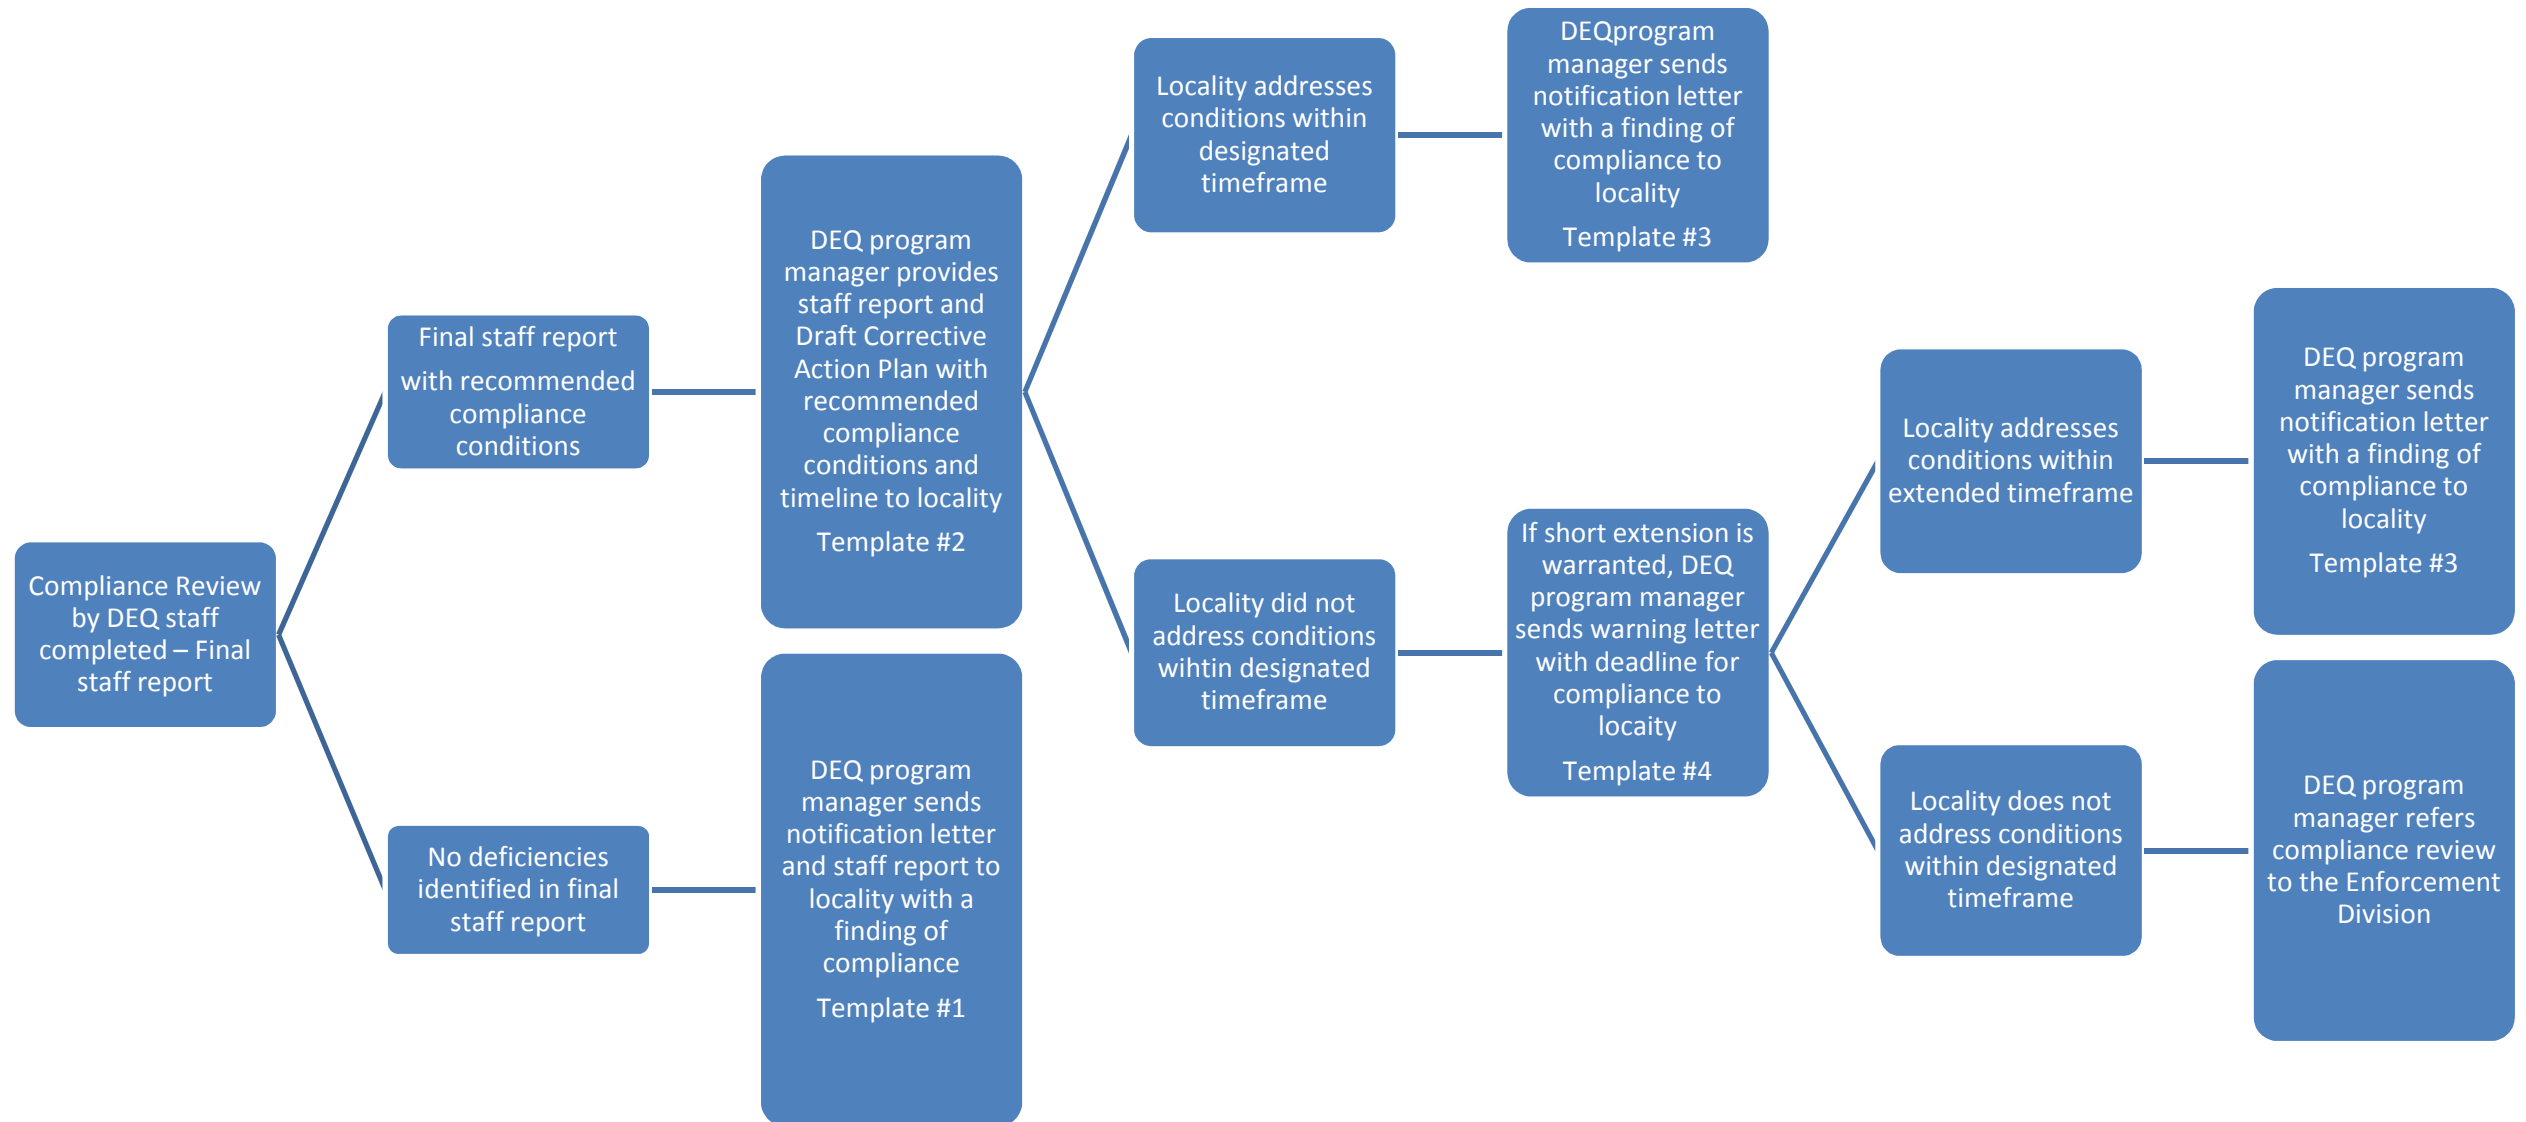 Compliance Review
by DEQ staff
completed – Final
staff report
Final staff report
with recommended
compliance
conditions
No deficiencies
identified in final
staff report
DEQ program
manager provides
staff report and
Draft Corrective
Action Plan with
recommended
compliance
conditions and
timeline to locality
Template #2
DEQ program
manager sends
notification letter
and staff report to
locality with a
finding of
compliance
Template #1
Locality addresses
conditions within
designated
timeframe
Locality did not
address conditions
wihtin designated
timeframe
DEQprogram
manager sends
notification letter
with a finding of
compliance to
locality
Template #3
If short extension is
warranted, DEQ
program manager
sends warning letter
with deadline for
compliance to
locaity
Template #4
Locality addresses
conditions within
extended timeframe
Locality does not
address conditions
within designated
timeframe
DEQ program
manager sends
notification letter
with a finding of
compliance to
locality
Template #3
DEQ program
manager refers
compliance review
to the Enforcement
Division